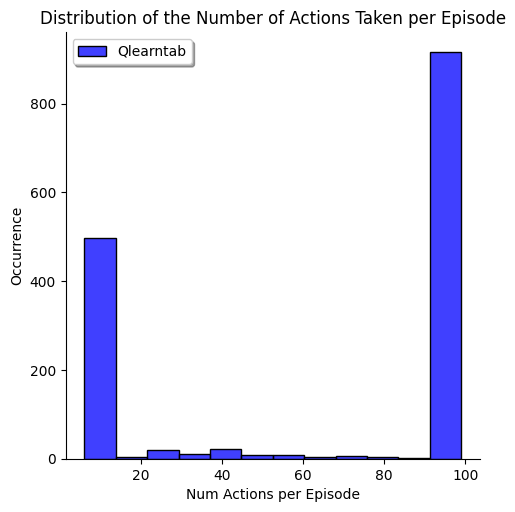 Distribution of the Number of Actions Taken per Episode
Qlearntab
800
600
400
200
0
Occurrence
20 40 60 80 100
Num Actions per Episode